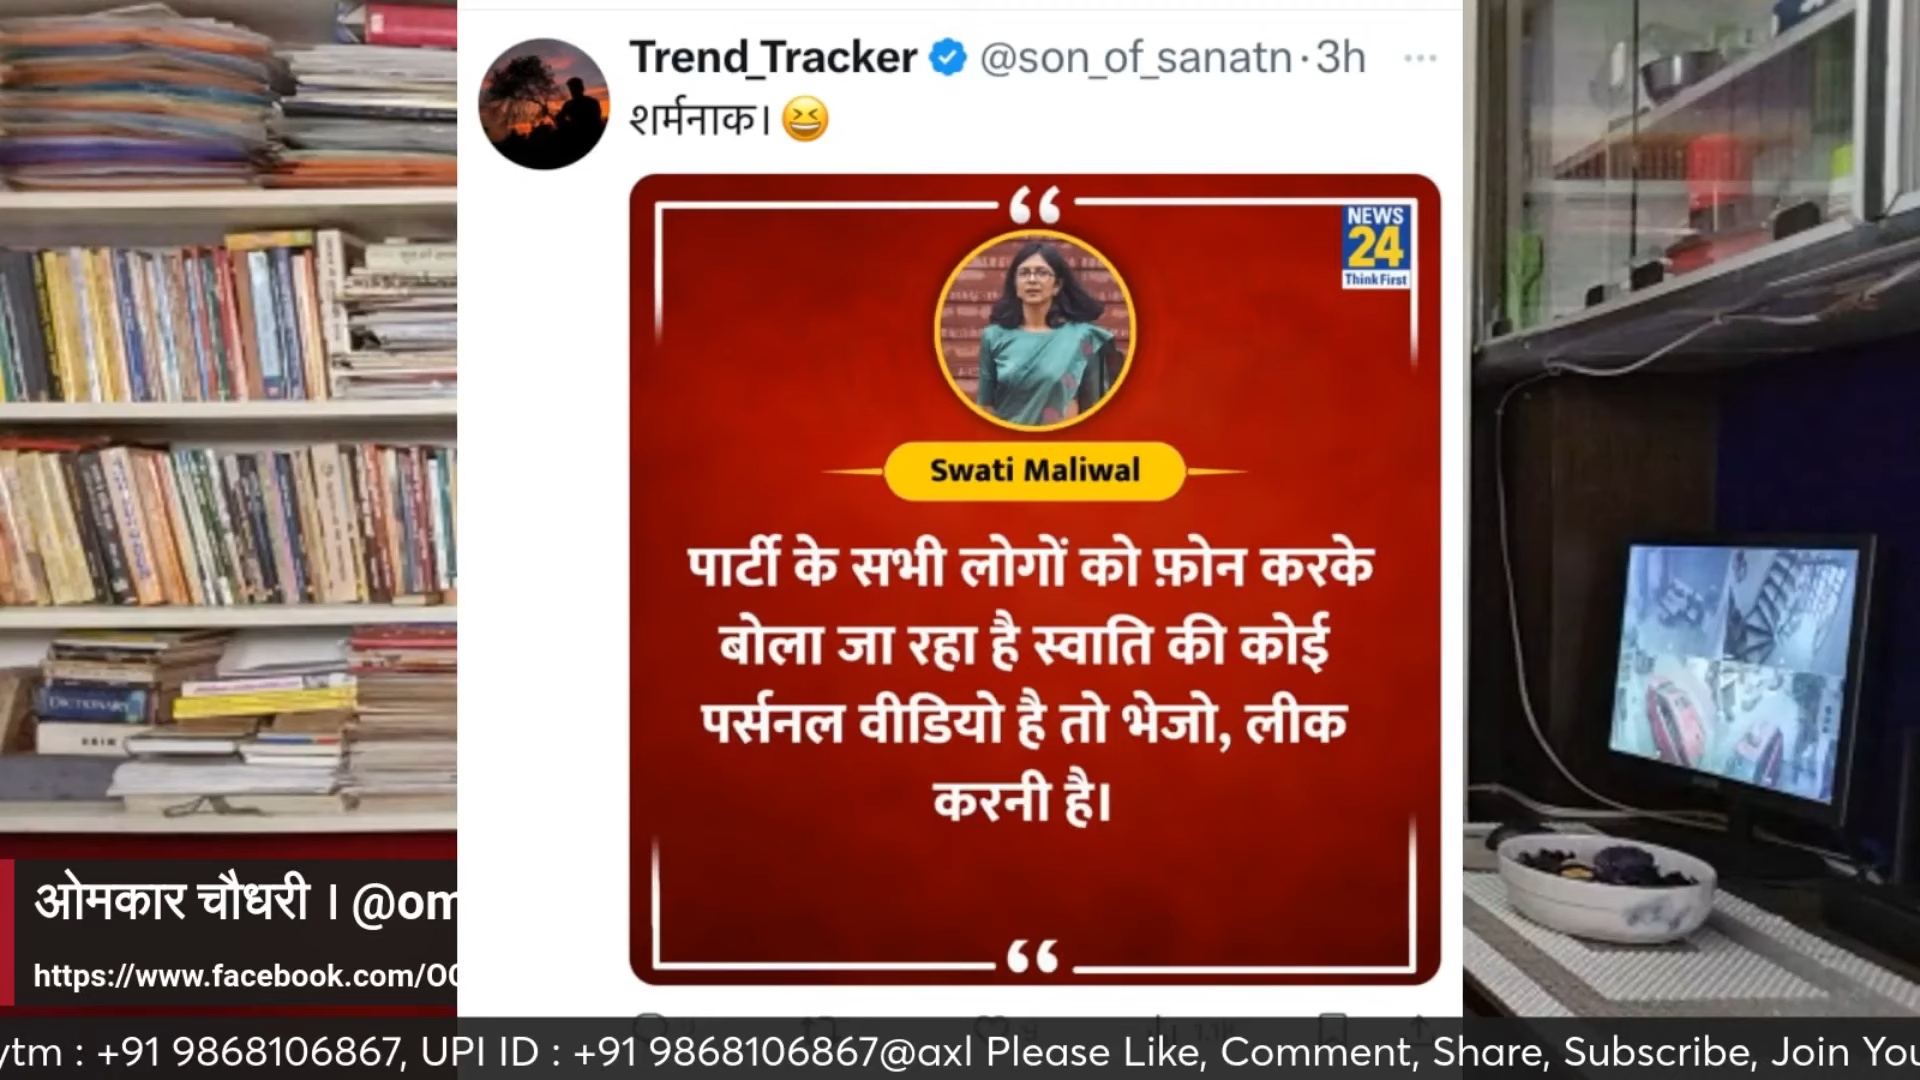 Trend_Tracker @son_of_sanatn · 3h
शर्मनाक। 😆
NEWS
24
Think First
Swati Maliwal
पार्टी के सभी लोगों को फ़ोन करके
बोला जा रहा है स्वाति की कोई
पर्सनल वीडियो है तो भेजो, लीक
करनी है।
DICTIONARY
ओमकार चौधरी । @om
https://www.facebook.com/OC
ytm : +91 9868106867, UPI ID : +91 9868106867@axl Please Like, Comment, Share, Subscribe, Join You